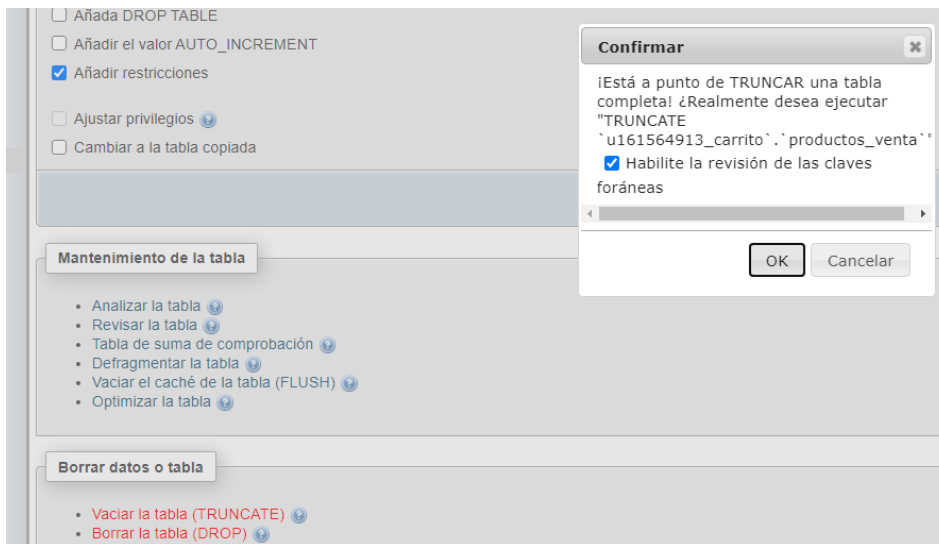 Añada DROP TABLE
Añadir el valor AUTO_INCREMENT
Añadir restricciones
Ajustar privilegios
Cambiar a la tabla copiada
Confirmar
¡Está a punto de TRUNCAR una tabla
completa! ¿Realmente desea ejecutar
"TRUNCATE
`u161564913_carrito`.`productos_venta`"
Habilite la revisión de las claves
foráneas
OK
Cancelar
Mantenimiento de la tabla
Analizar la tabla
Revisar la tabla
Tabla de suma de comprobación
Defragmentar la tabla
Vaciar el caché de la tabla (FLUSH)
Optimizar la tabla
Borrar datos o tabla
Vaciar la tabla (TRUNCATE)
Borrar la tabla (DROP)